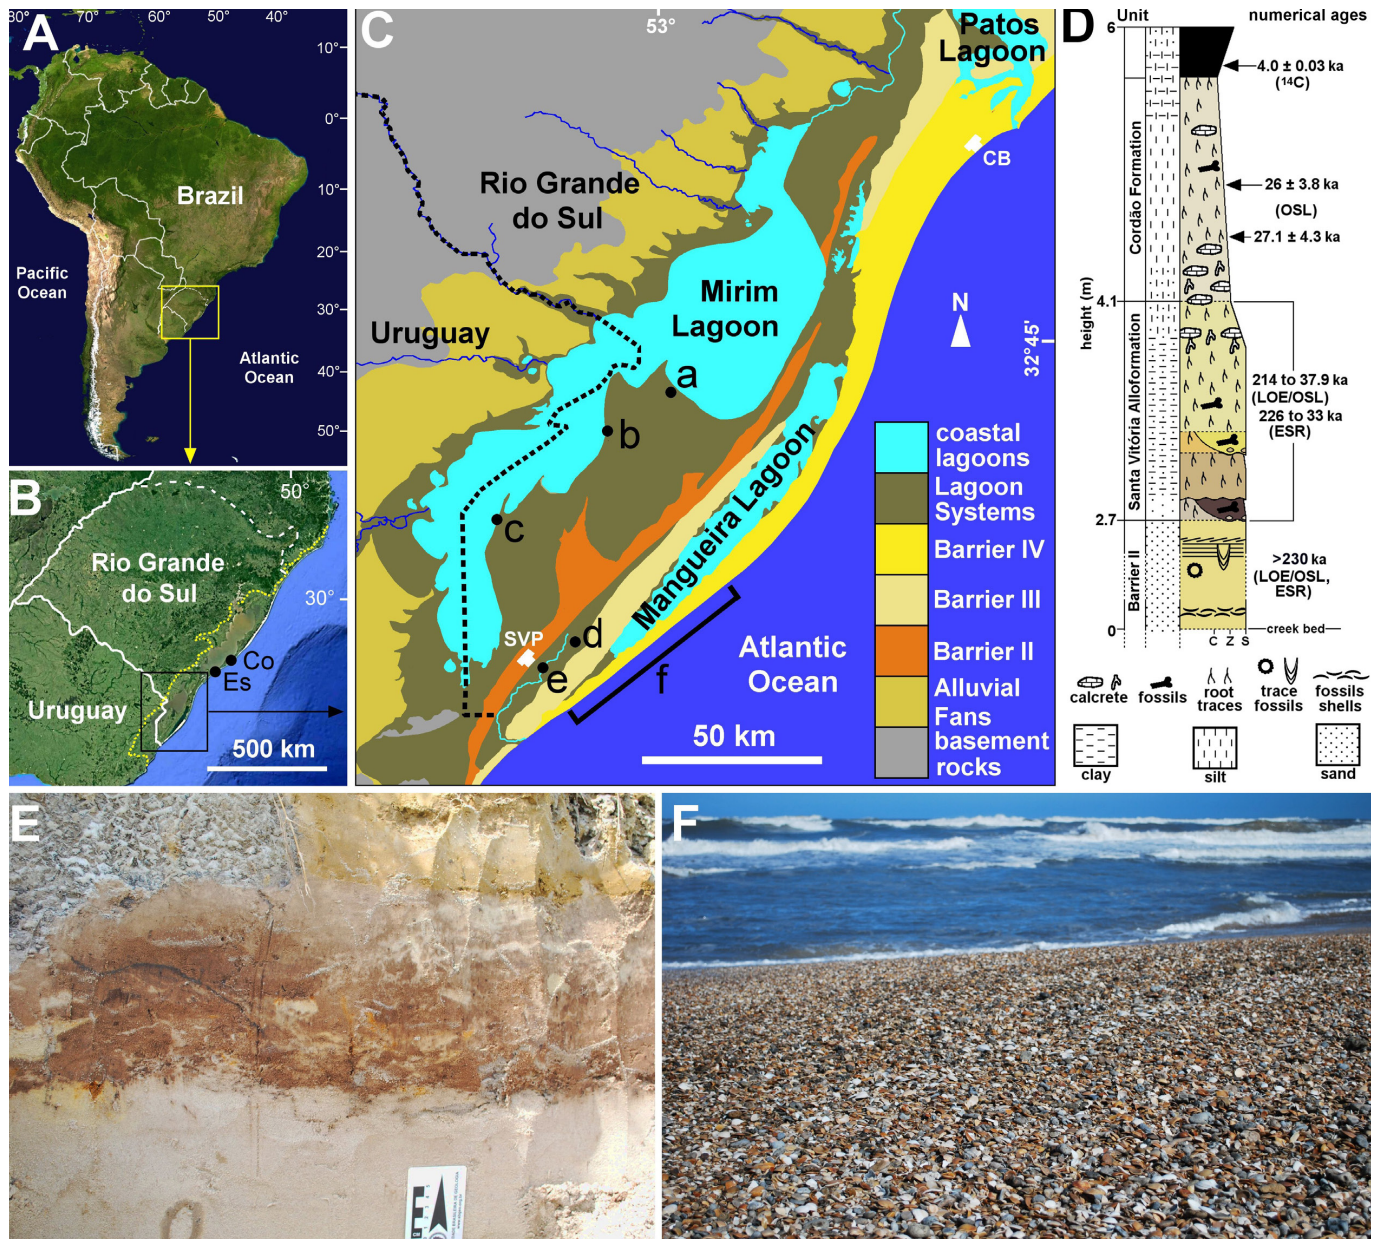 A
80° 70° 60° 50° 40°
10°
0°
10°
20°
30°
40°
50°
Brazil
Pacific
Ocean
Atlantic
Ocean
B
50°
Rio Grande
do Sul
30°
Co
Es
Uruguay
500 km
C
53°
Patos
Lagoon
CB
Rio Grande
do Sul
Mirim
Lagoon
Uruguay
N
32°45'
a
b
c
d
e
f
SVP
Mangueira Lagoon
Atlantic
Ocean
50 km
coastal
lagoons
Lagoon
Systems
Barrier IV
Barrier III
Barrier II
Alluvial
Fans
basement
rocks
D
Unit
numerical ages
6
4.1
2.7
0
height (m)
Cordão Formation
Santa Vitória Alloformation
Barrier II
4.0 ± 0.03 ka
(¹⁴C)
26 ± 3.8 ka
(OSL)
27.1 ± 4.3 ka
214 to 37.9 ka
(LOE/OSL)
226 to 33 ka
(ESR)
>230 ka
(LOE/OSL,
ESR)
creek bed
C Z S
calcrete
fossils
root
traces
trace
fossils
fossils
shells
clay
silt
sand
E
CM
F